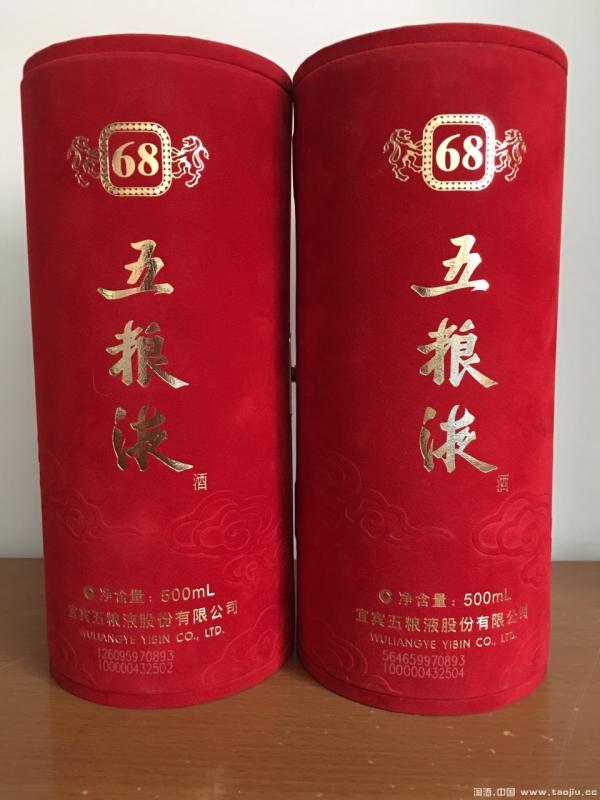 68
五粮液
酒
净含量：500mL
宜宾五粮液股份有限公司
WULIANGYE YIBIN CO., LTD.
126095970893
100000432502
68
五粮液
酒
净含量：500mL
宜宾五粮液股份有限公司
WULIANGYE YIBIN CO., LTD.
564659970893
100000432504
淘酒.中国 www.taojiu.cc